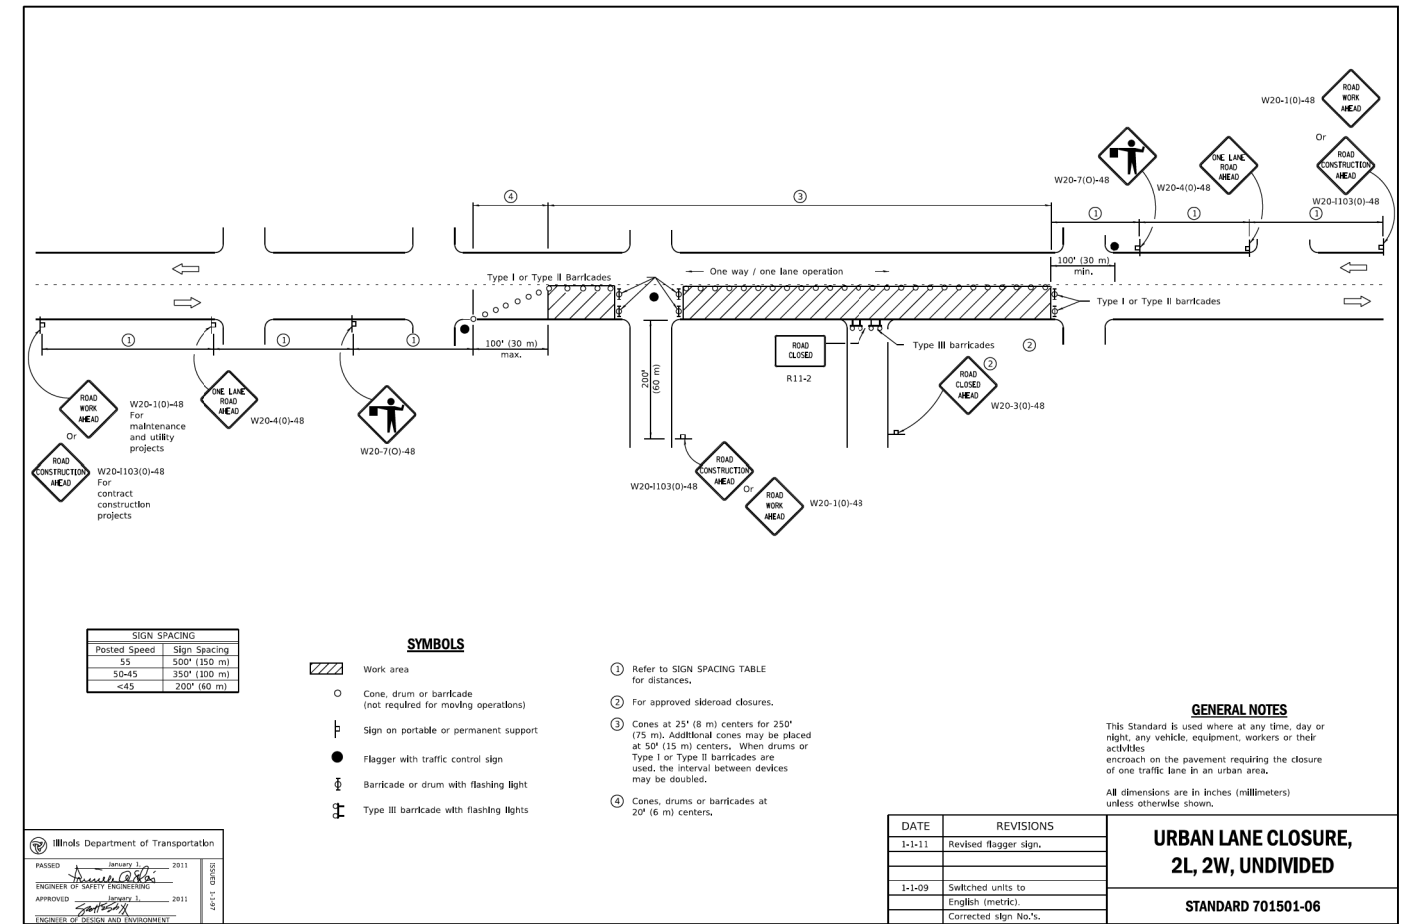 ROAD
WORK
AHEAD
W20-1(0)-48
Or
ROAD
CONSTRUCTION
AHEAD
W20-I103(0)-48
ONE LANE
ROAD
AHEAD
W20-7(O)-48
W20-4(0)-48
4
3
1
1
1
100' (30 m)
min.
Type I or Type II Barricades
One way / one lane operation
Type I or Type II barricades
1
1
1
100' (30 m)
max.
200'
(60 m)
ROAD
CLOSED
R11-2
Type III barricades
2
2
ROAD
CLOSED
AHEAD
W20-3(0)-48
ROAD
WORK
AHEAD
W20-1(0)-48
For
maintenance
and utility
projects
Or
ROAD
CONSTRUCTION
AHEAD
W20-I103(0)-48
For
contract
construction
projects
ONE LANE
ROAD
AHEAD
W20-4(0)-48
W20-7(O)-48
ROAD
CONSTRUCTION
AHEAD
W20-I103(0)-48
Or
ROAD
WORK
AHEAD
W20-1(0)-48
SIGN SPACING
Posted Speed Sign Spacing
55 500' (150 m)
50-45 350' (100 m)
<45 200' (60 m)
SYMBOLS
Work area
Cone, drum or barricade
(not required for moving operations)
Sign on portable or permanent support
Flagger with traffic control sign
Barricade or drum with flashing light
Type III barricade with flashing lights
1 Refer to SIGN SPACING TABLE
for distances.
2 For approved sideroad closures.
3 Cones at 25' (8 m) centers for 250'
(75 m). Additional cones may be placed
at 50' (15 m) centers. When drums or
Type I or Type II barricades are
used, the interval between devices
may be doubled.
4 Cones, drums or barricades at
20' (6 m) centers.
GENERAL NOTES
This Standard is used where at any time, day or
night, any vehicle, equipment, workers or their
activities
encroach on the pavement requiring the closure
of one traffic lane in an urban area.
All dimensions are in inches (millimeters)
unless otherwise shown.
Illinois Department of Transportation
PASSED January 1, 2011
ENGINEER OF SAFETY ENGINEERING
APPROVED January 1, 2011
ENGINEER OF DESIGN AND ENVIRONMENT
ISSUED 1-1-97
DATE REVISIONS
1-1-11 Revised flagger sign.
1-1-09 Switched units to
English (metric).
Corrected sign No.'s.
URBAN LANE CLOSURE,
2L, 2W, UNDIVIDED
STANDARD 701501-06